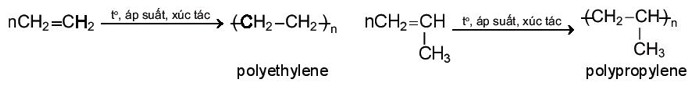 nCH₂=CH₂ t°, áp suất, xúc tác (CH₂–CH₂)n
polyethylene
nCH₂=CH t°, áp suất, xúc tác (CH₂–CH)n
CH₃ CH₃
polypropylene